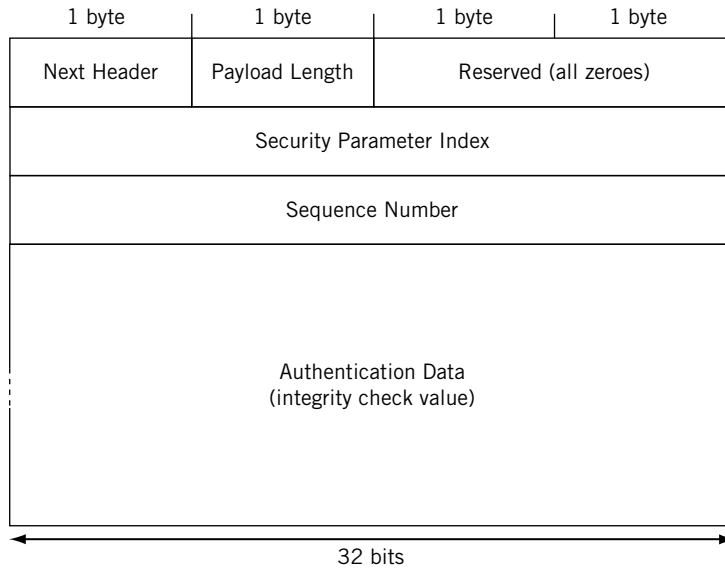 1 byte 1 byte 1 byte 1 byte
Next Header Payload Length Reserved (all zeroes)
Security Parameter Index
Sequence Number
Authentication Data
(integrity check value)
32 bits